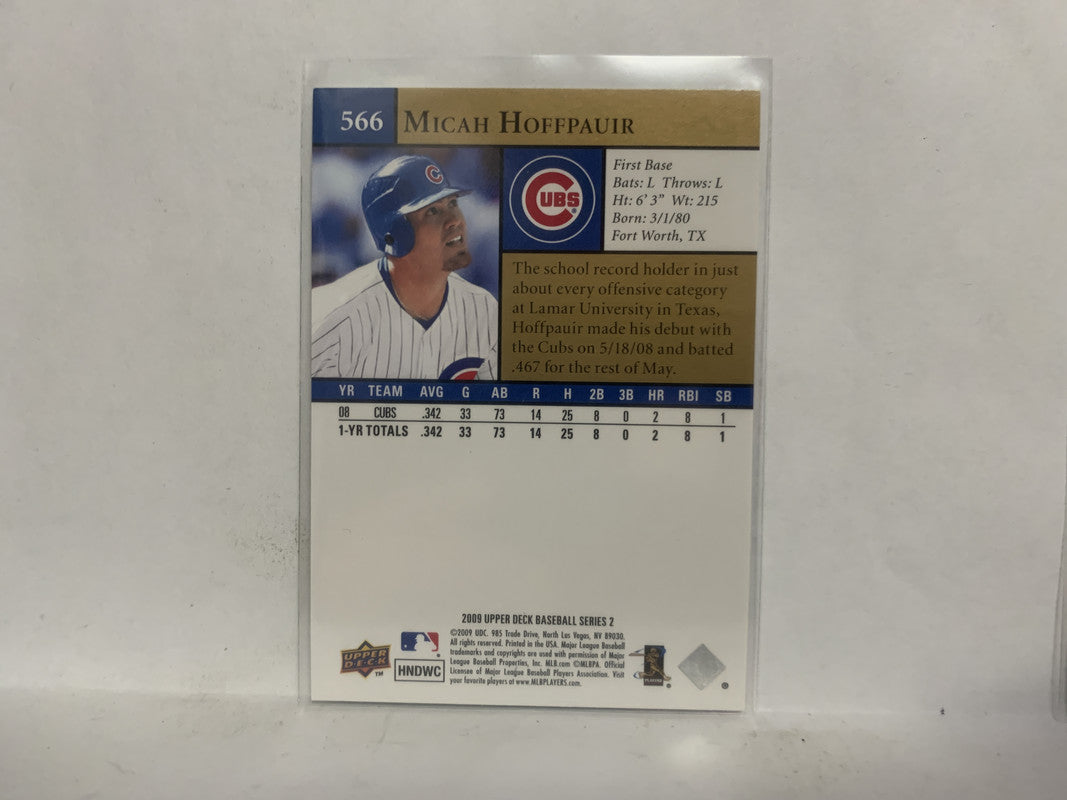 566 MICAH HOFFPAUIR
C
CUBS
First Base
Bats: L Throws: L
Ht: 6' 3" Wt: 215
Born: 3/1/80
Fort Worth, TX
The school record holder in just
about every offensive category
at Lamar University in Texas,
Hoffpauir made his debut with
the Cubs on 5/18/08 and batted
.467 for the rest of May.
YR TEAM AVG G AB R H 2B 3B HR RBI SB
08 CUBS .342 33 73 14 25 8 0 2 8 1
1-YR TOTALS .342 33 73 14 25 8 0 2 8 1
2009 UPPER DECK BASEBALL SERIES 2
©2009 UDC. 985 Trade Drive, North Las Vegas, NV 89030.
All rights reserved. Printed in the USA. Major League Baseball
trademarks and copyrights are used with permission of Major
League Baseball Properties, Inc. MLB.com ©MLBPA. Official
Licensee of Major League Baseball Players Association. Visit
your favorite players at www.MLBPLAYERS.com.
UPPER
DECK
TM
HNDWC
PLAYERS